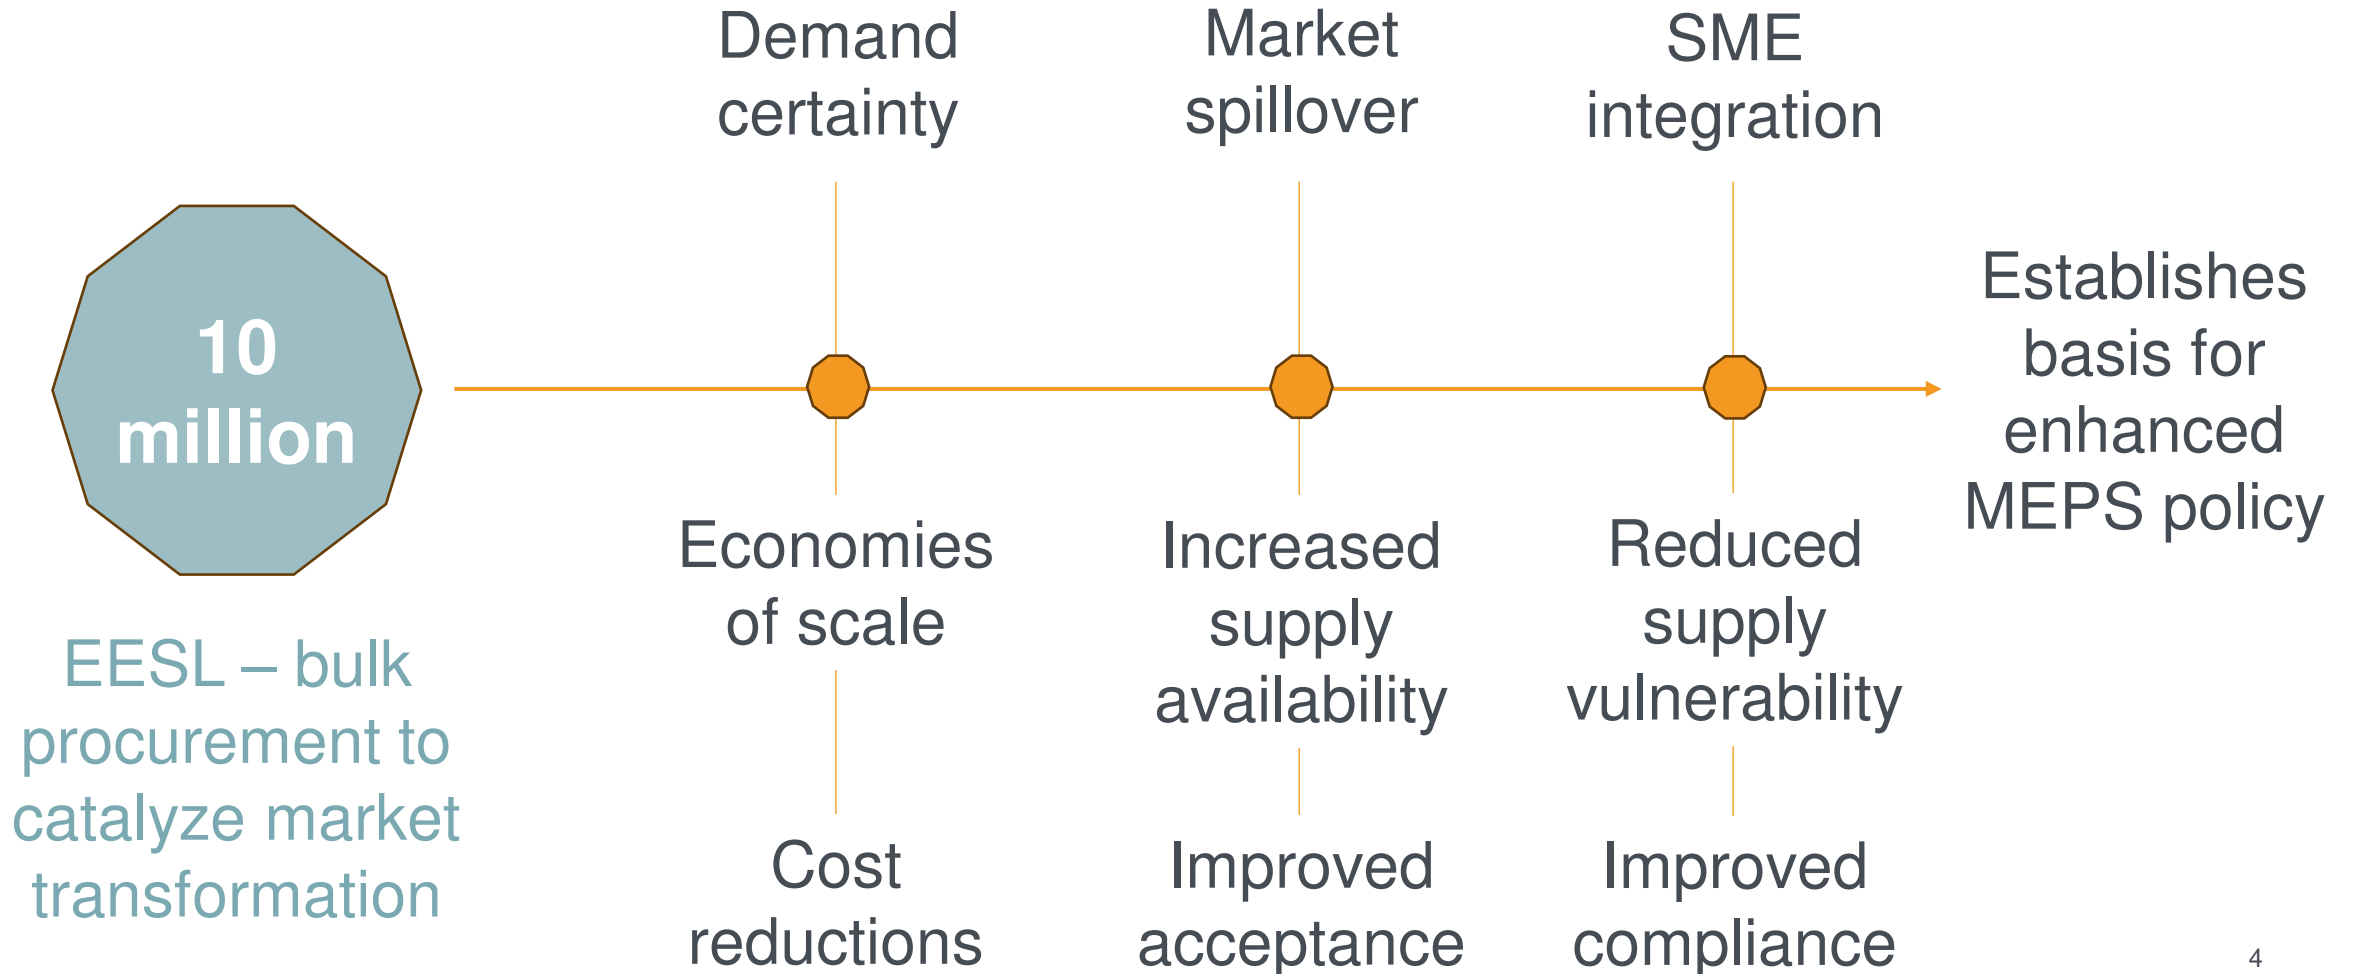 10
million
EESL – bulk
procurement to
catalyze market
transformation
Demand
certainty
Economies
of scale
Cost
reductions
Market
spillover
Increased
supply
availability
Improved
acceptance
SME
integration
Reduced
supply
vulnerability
Improved
compliance
Establishes
basis for
enhanced
MEPS policy
4